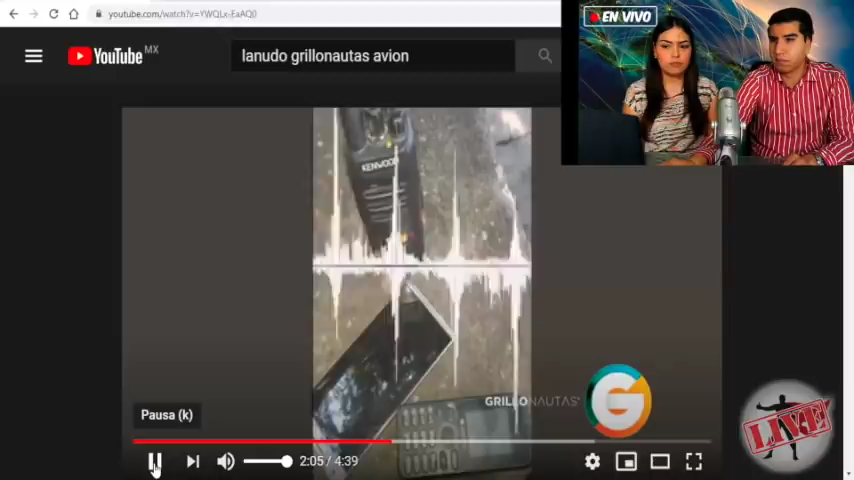 youtube.com/watch?v=YWQLx-EaAQ0
YouTube MX
lanudo grillonautas avion
EN VIVO
KENWOOD
GRILLONAUTAS
G
Pausa (k)
2:05 / 4:39
LIVE